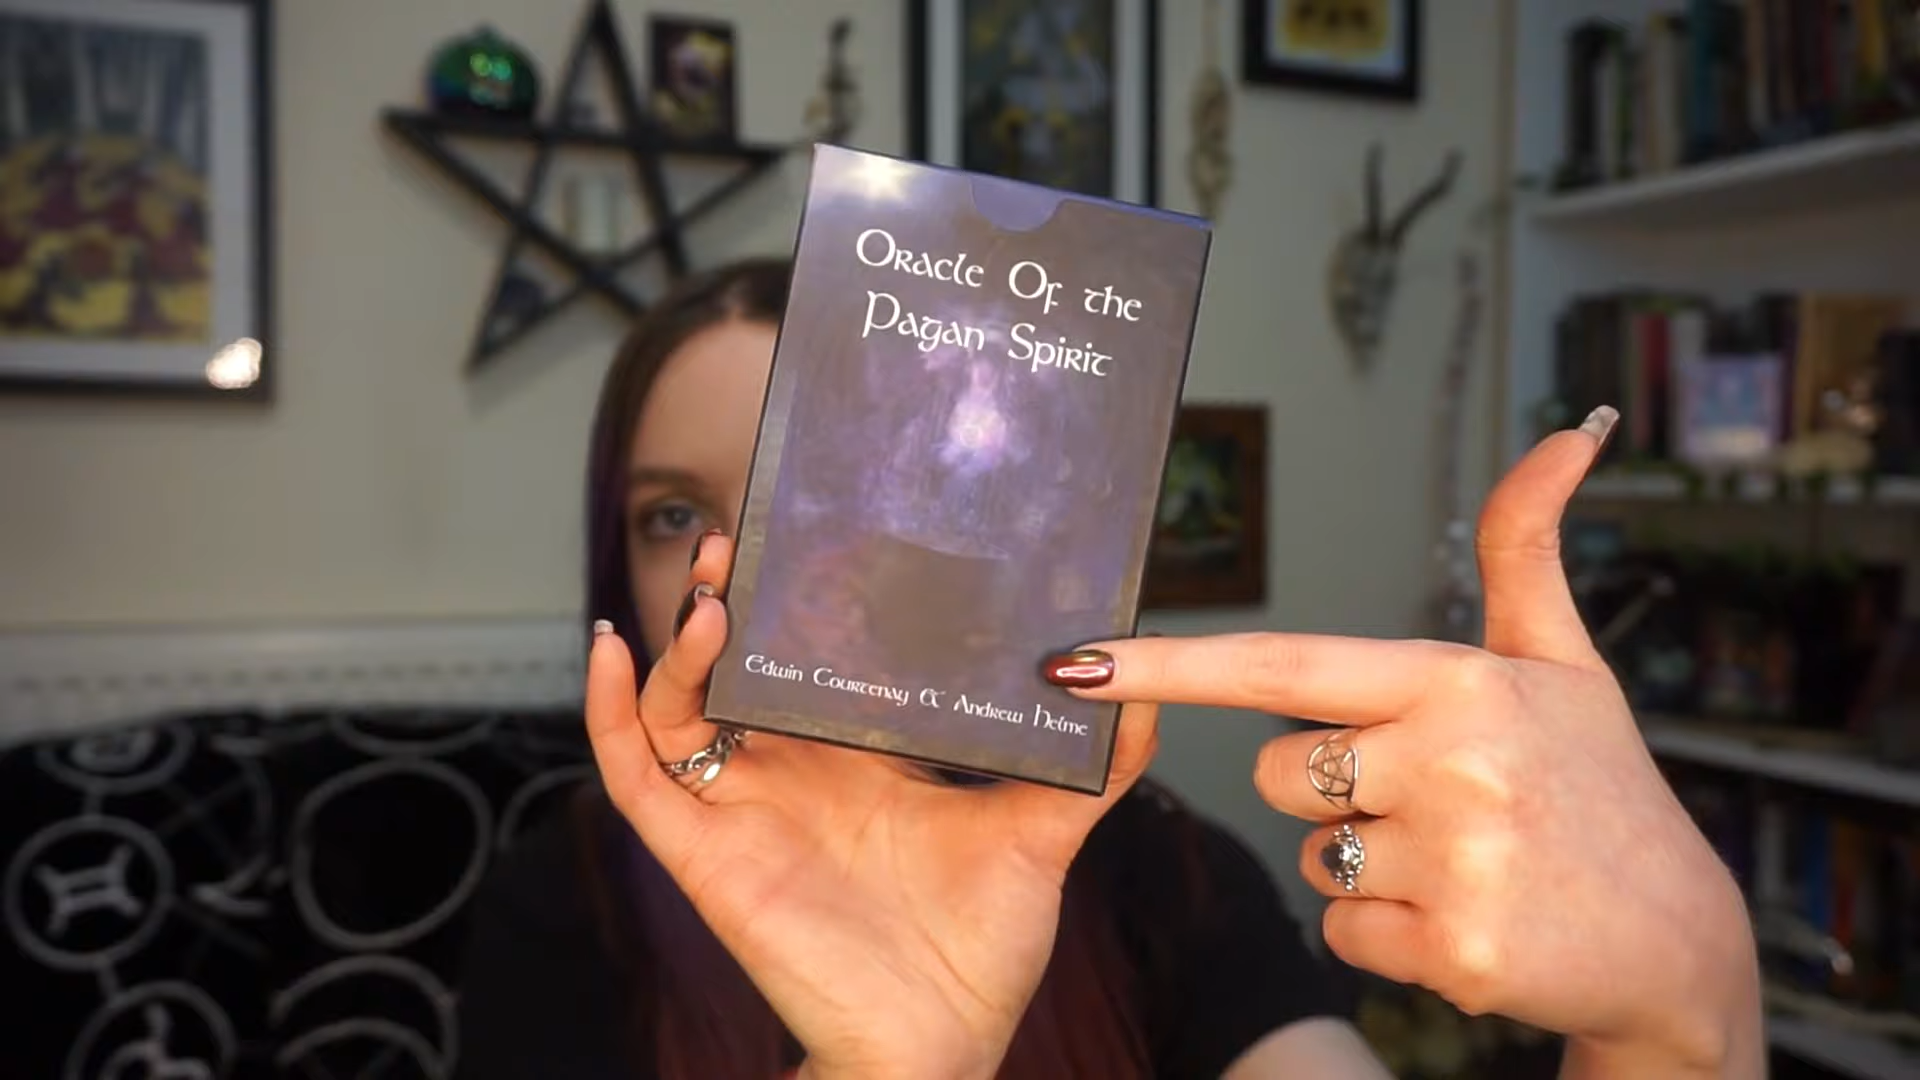 Oracle Of the
Pagan Spirit
Edwin Courtenay & Andrew Helme